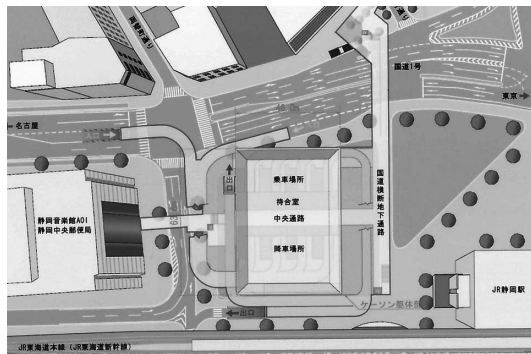 国道1号
東京
名古屋
46.0m
乗車場所
出口
待合室
中央通路
国道横断地下通路
静岡音楽館AOI
静岡中央郵便局
降車場所
出口
JR静岡駅
JR東海道本線(JR東海道新幹線)